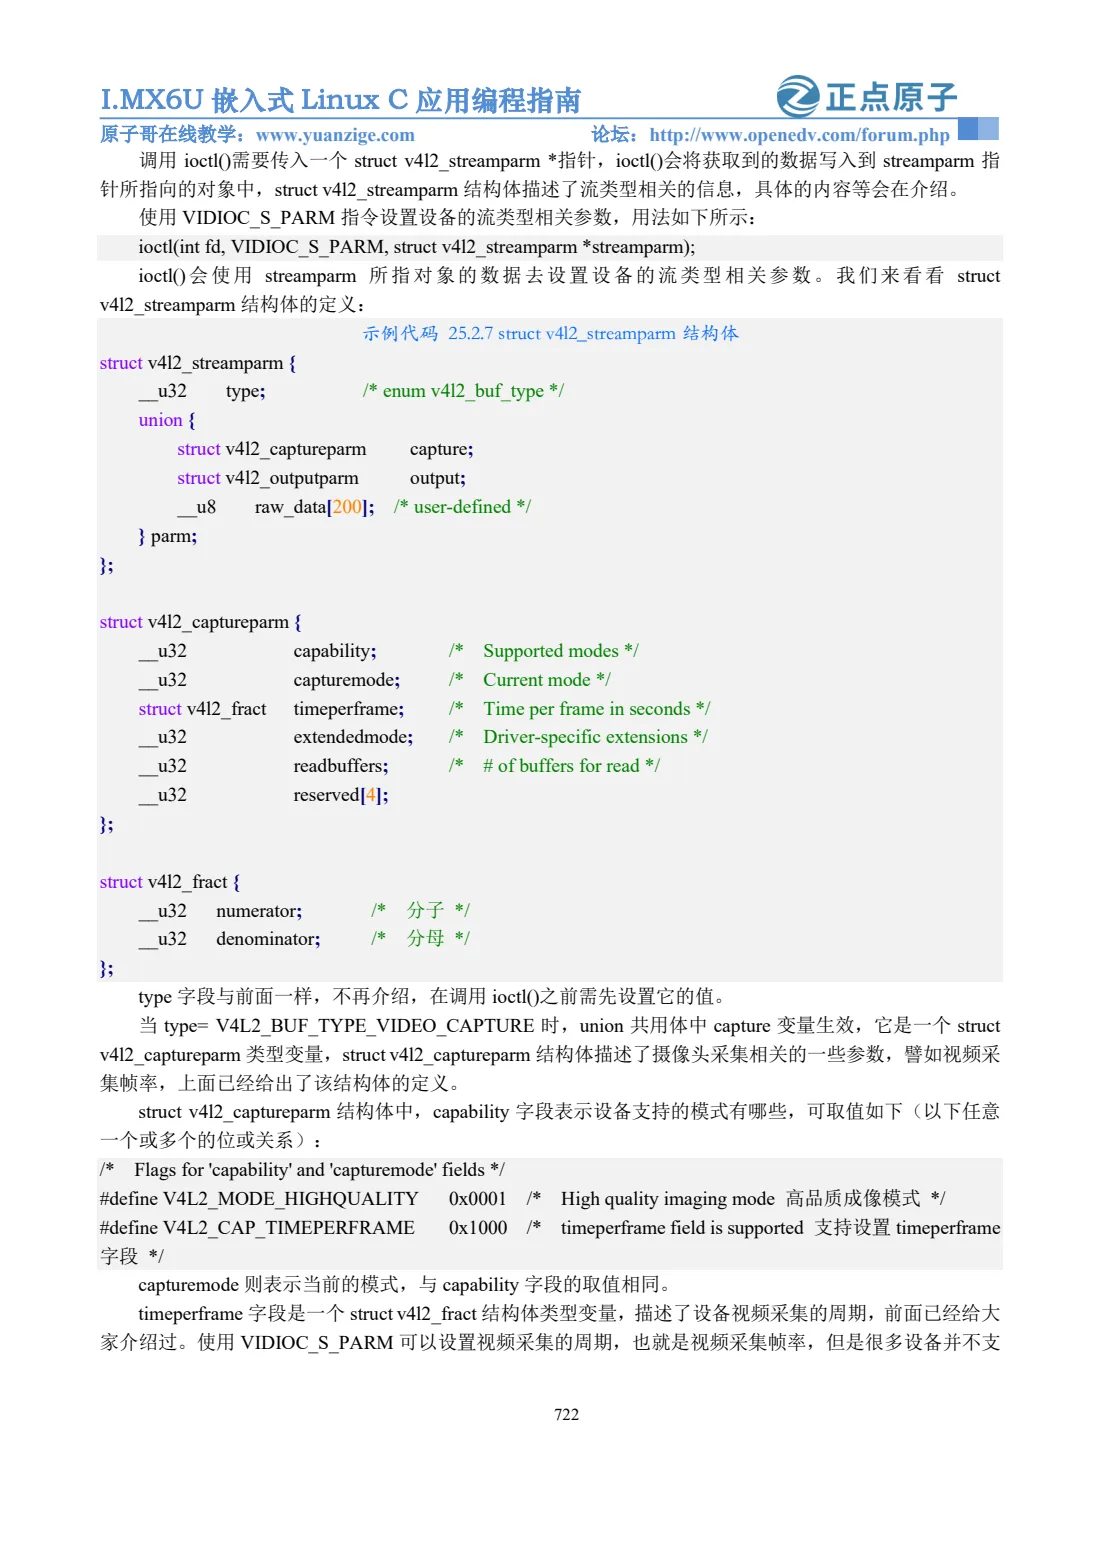 I.MX6U 嵌入式 Linux C 应用编程指南
正点原子
原子哥在线教学：www.yuanzige.com 论坛：http://www.openedv.com/forum.php
调用 ioctl()需要传入一个 struct v4l2_streamparm *指针，ioctl()会将获取到的数据写入到 streamparm 指
针所指向的对象中，struct v4l2_streamparm 结构体描述了流类型相关的信息，具体的内容等会在介绍。
使用 VIDIOC_S_PARM 指令设置设备的流类型相关参数，用法如下所示：
ioctl(int fd, VIDIOC_S_PARM, struct v4l2_streamparm *streamparm);
ioctl()会使用 streamparm 所指对象的数据去设置设备的流类型相关参数。我们来看看 struct
v4l2_streamparm 结构体的定义：
示例代码 25.2.7 struct v4l2_streamparm 结构体
struct v4l2_streamparm {
__u32 type; /* enum v4l2_buf_type */
union {
struct v4l2_captureparm capture;
struct v4l2_outputparm output;
__u8 raw_data[200]; /* user-defined */
} parm;
};
struct v4l2_captureparm {
__u32 capability; /* Supported modes */
__u32 capturemode; /* Current mode */
struct v4l2_fract timeperframe; /* Time per frame in seconds */
__u32 extendedmode; /* Driver-specific extensions */
__u32 readbuffers; /* # of buffers for read */
__u32 reserved[4];
};
struct v4l2_fract {
__u32 numerator; /* 分子 */
__u32 denominator; /* 分母 */
};
type 字段与前面一样，不再介绍，在调用 ioctl()之前需先设置它的值。
当 type= V4L2_BUF_TYPE_VIDEO_CAPTURE 时，union 共用体中 capture 变量生效，它是一个 struct
v4l2_captureparm 类型变量，struct v4l2_captureparm 结构体描述了摄像头采集相关的一些参数，譬如视频采
集帧率，上面已经给出了该结构体的定义。
struct v4l2_captureparm 结构体中，capability 字段表示设备支持的模式有哪些，可取值如下（以下任意
一个或多个的位或关系）：
/* Flags for 'capability' and 'capturemode' fields */
#define V4L2_MODE_HIGHQUALITY 0x0001 /* High quality imaging mode 高品质成像模式 */
#define V4L2_CAP_TIMEPERFRAME 0x1000 /* timeperframe field is supported 支持设置 timeperframe
字段 */
capturemode 则表示当前的模式，与 capability 字段的取值相同。
timeperframe 字段是一个 struct v4l2_fract 结构体类型变量，描述了设备视频采集的周期，前面已经给大
家介绍过。使用 VIDIOC_S_PARM 可以设置视频采集的周期，也就是视频采集帧率，但是很多设备并不支
722